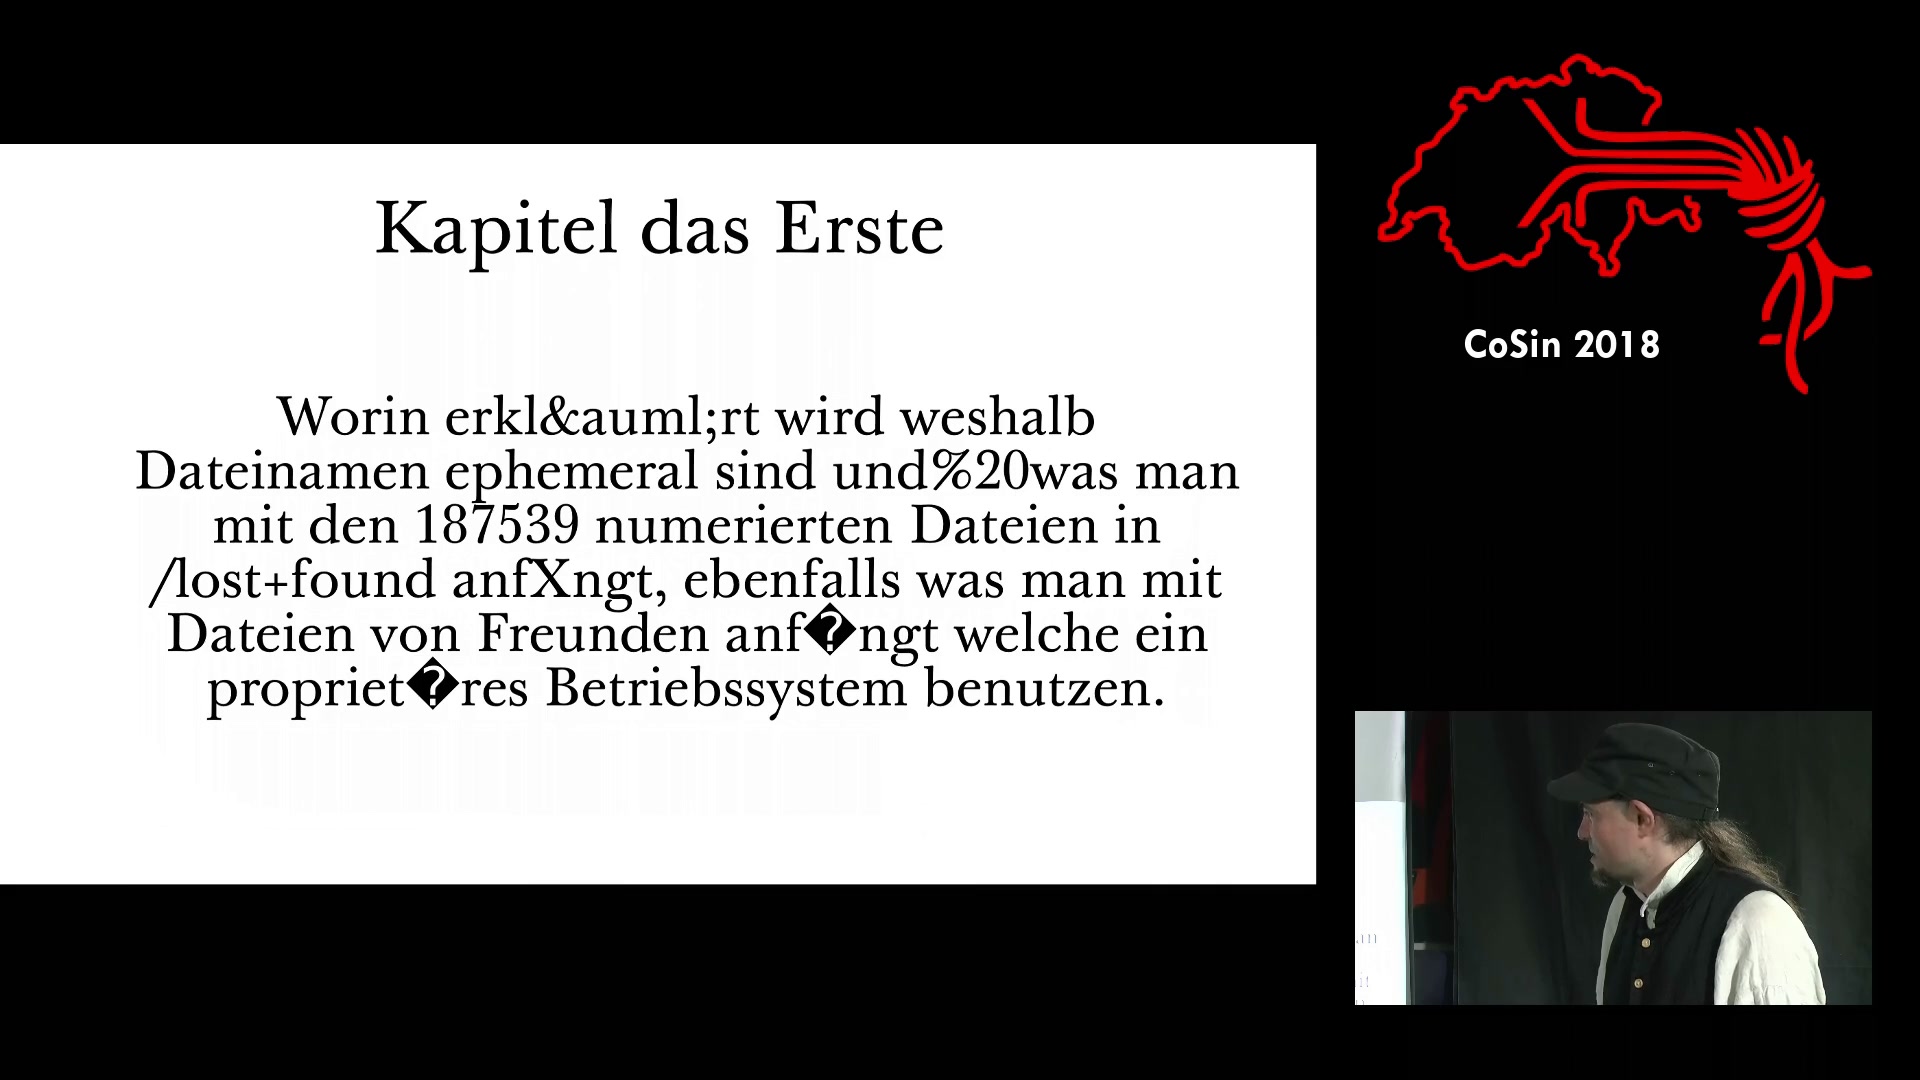 Kapitel das Erste
Worin erkl&auml;rt wird weshalb
Dateinamen ephemeral sind und%20was man
mit den 187539 numerierten Dateien in
/lost+found anfXngt, ebenfalls was man mit
Dateien von Freunden anf�ngt welche ein
propriet�res Betriebssystem benutzen.
CoSin 2018